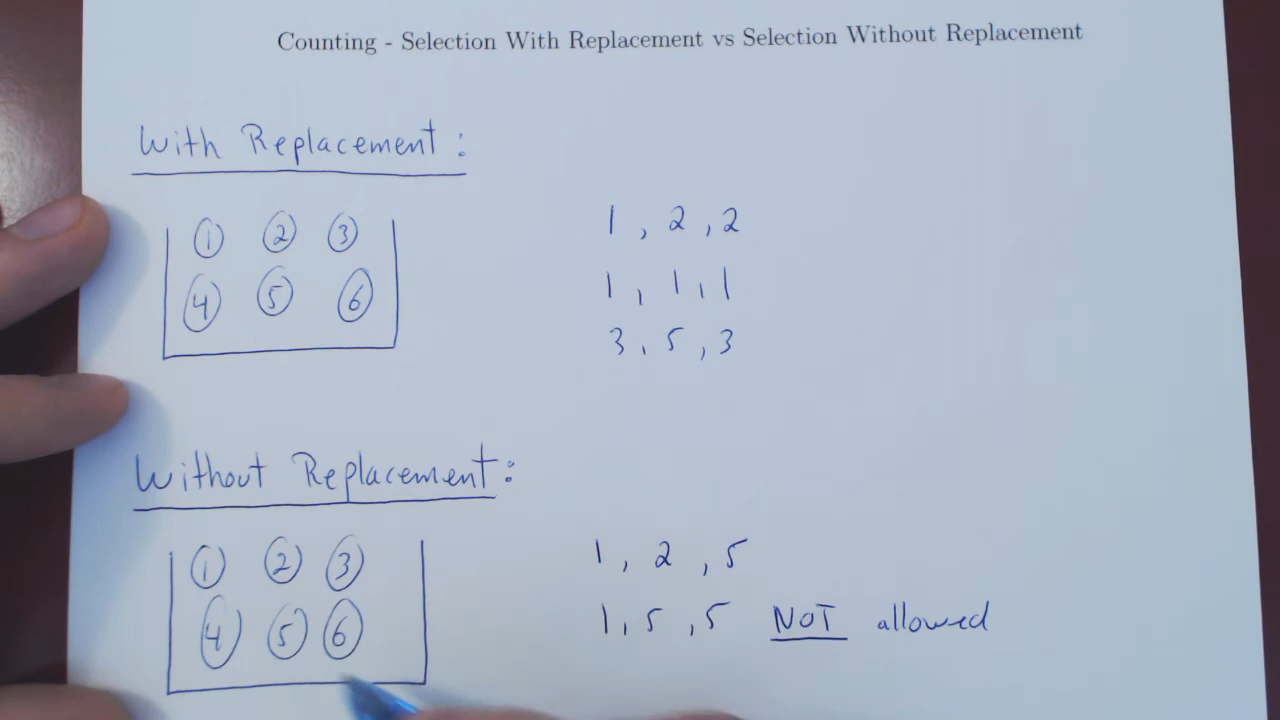 Counting - Selection With Replacement vs Selection Without Replacement
With Replacement:
1 2 3
4 5 6
1, 2, 2
1, 1, 1
3, 5, 3
Without Replacement:
1 2 3
4 5 6
1, 2, 5
1, 5, 5 NOT allowed